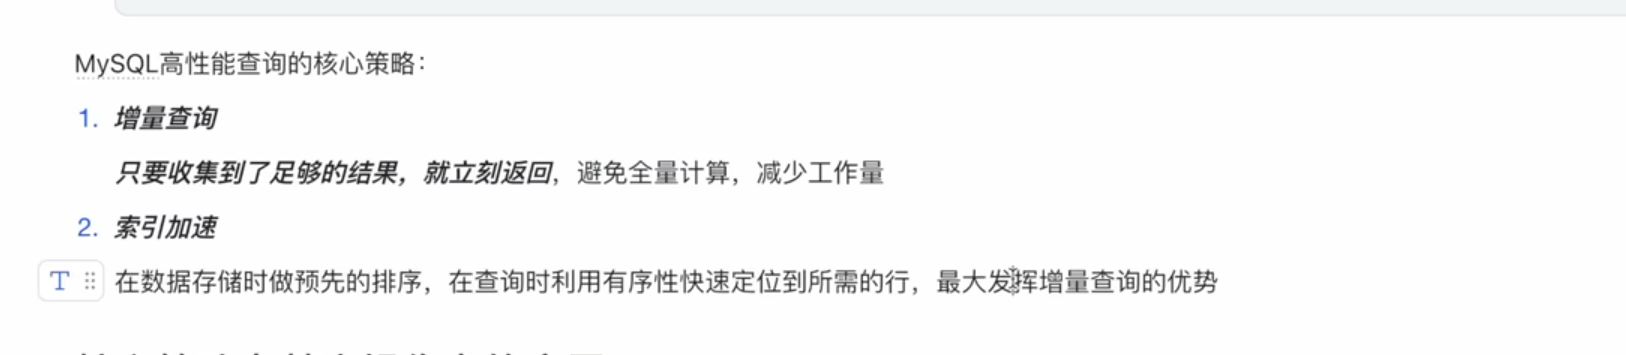 MySQL高性能查询的核心策略：
1. 增量查询
只要收集到了足够的结果，就立刻返回，避免全量计算，减少工作量
2. 索引加速
在数据存储时做预先的排序，在查询时利用有序性快速定位到所需的行，最大发挥增量查询的优势